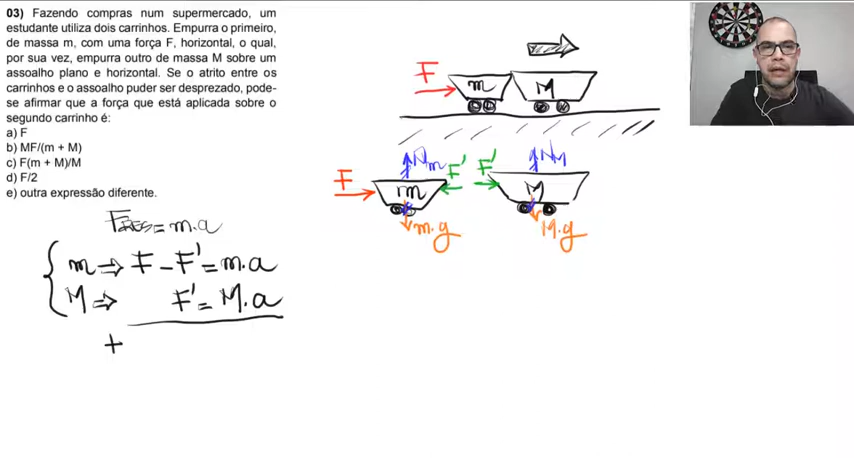 03) Fazendo compras num supermercado, um
estudante utiliza dois carrinhos. Empurra o primeiro,
de massa m, com uma força F, horizontal, o qual,
por sua vez, empurra outro de massa M sobre um
assoalho plano e horizontal. Se o atrito entre os
carrinhos e o assoalho puder ser desprezado, pode-
se afirmar que a força que está aplicada sobre o
segundo carrinho é:
a) F
b) MF/(m + M)
c) F(m + M)/M
d) F/2
e) outra expressão diferente.
F
m
M
Nm
F'
F'
NM
F
m
M
m.g
M.g
FRES = m.a
m ⇒ F - F' = m.a
M ⇒ F' = M.a
+